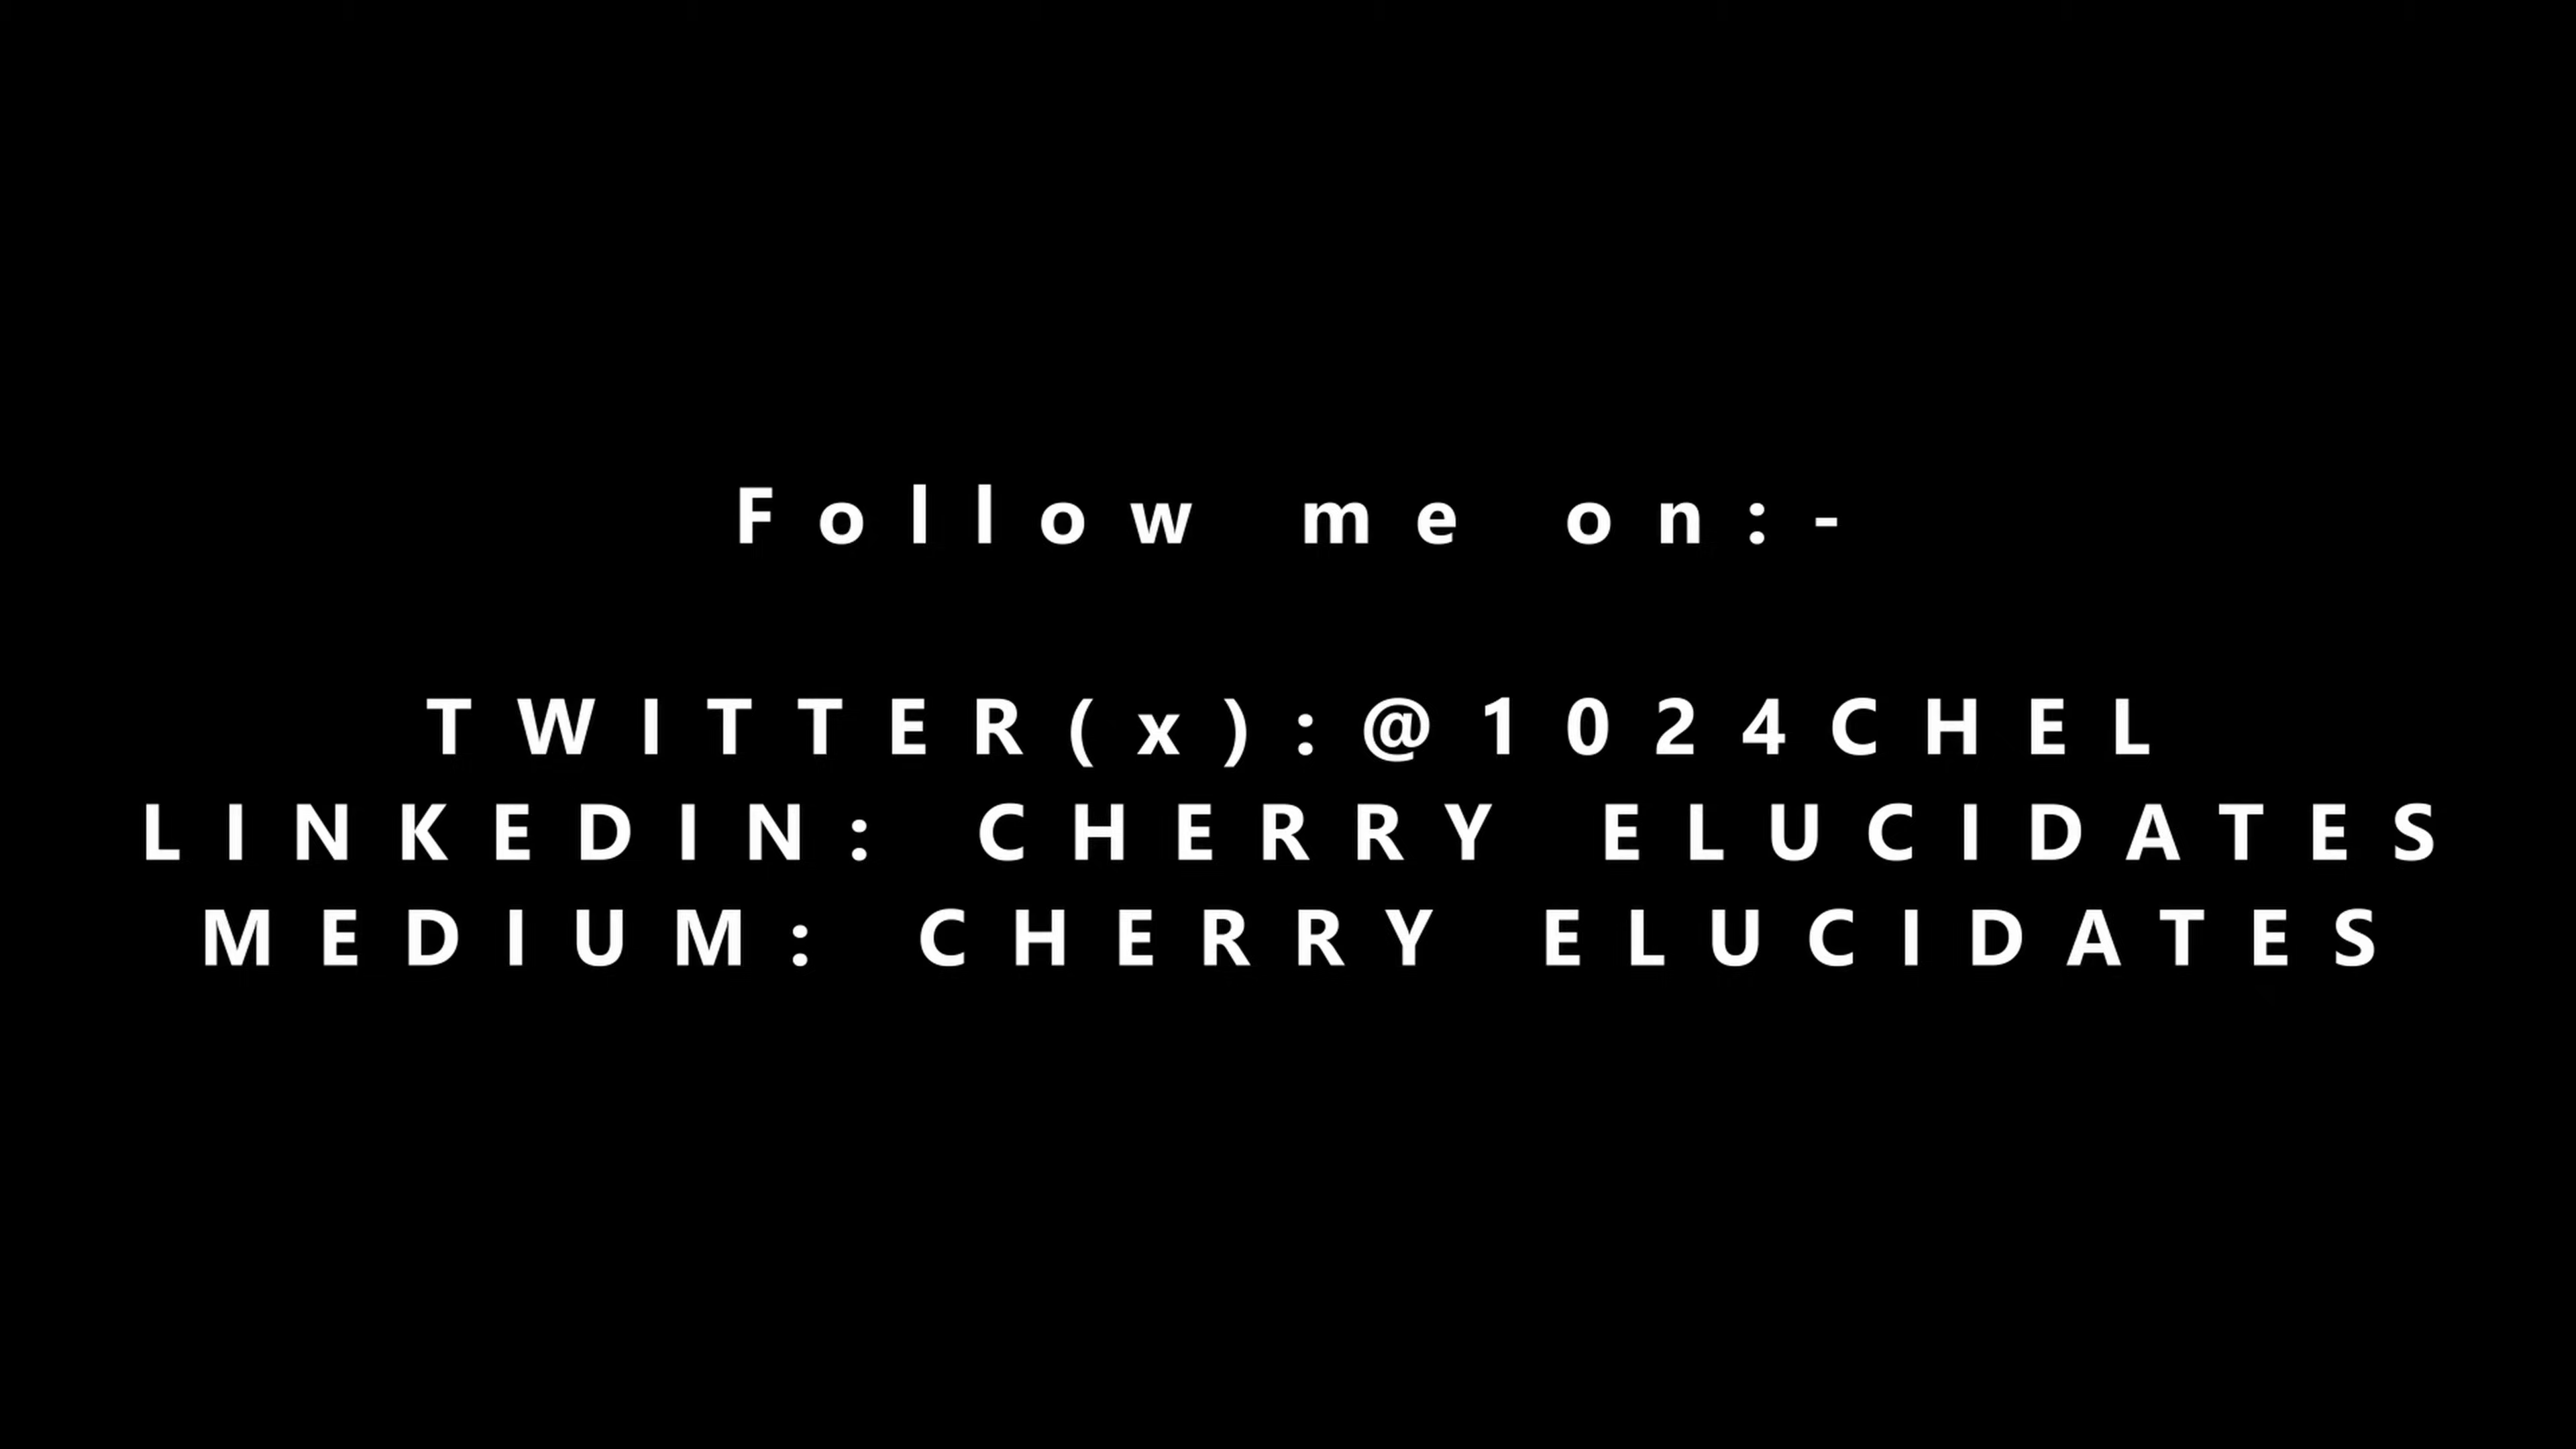 Follow me on:-
TWITTER(x):@1024CHEL
LINKEDIN: CHERRY ELUCIDATES
MEDIUM: CHERRY ELUCIDATES